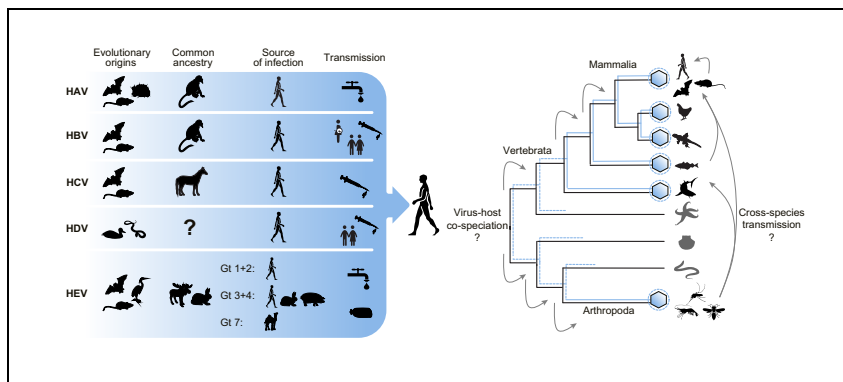 Evolutionary
origins
Common
ancestry
Source
of infection
Transmission
HAV
HBV
HCV
HDV
?
HEV
Gt 1+2:
Gt 3+4:
Gt 7:
Mammalia
Vertebrata
Virus-host
co-speciation
?
Cross-species
transmission
?
Arthropoda